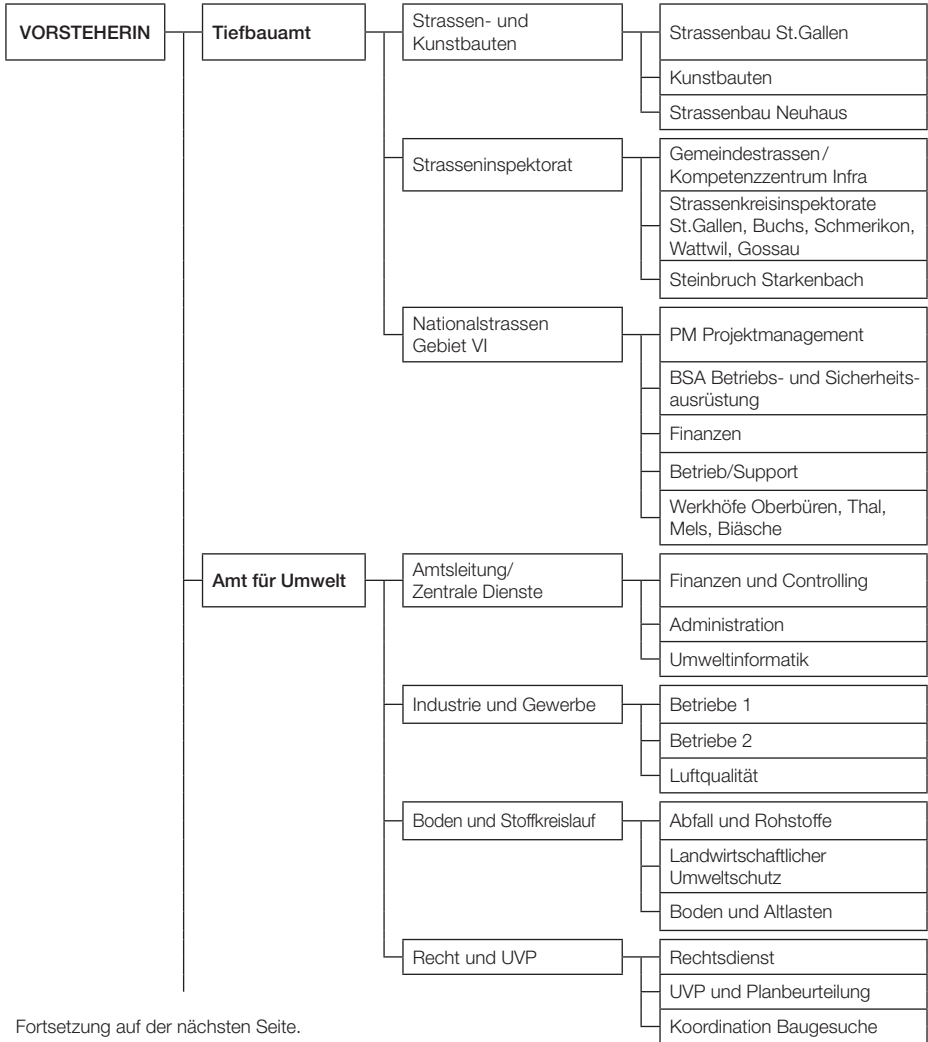 VORSTEHERIN
Tiefbauamt
Strassen- und
Kunstbauten
Strassenbau St.Gallen
Kunstbauten
Strassenbau Neuhaus
Strasseninspektorat
Gemeindestrassen/
Kompetenzzentrum Infra
Strassenkreisinspektorate
St.Gallen, Buchs, Schmerikon,
Wattwil, Gossau
Steinbruch Starkenbach
Nationalstrassen
Gebiet VI
PM Projektmanagement
BSA Betriebs- und Sicherheits-
ausrüstung
Finanzen
Betrieb/Support
Werkhöfe Oberbüren, Thal,
Mels, Biäsche
Amt für Umwelt
Amtsleitung/
Zentrale Dienste
Finanzen und Controlling
Administration
Umweltinformatik
Industrie und Gewerbe
Betriebe 1
Betriebe 2
Luftqualität
Boden und Stoffkreislauf
Abfall und Rohstoffe
Landwirtschaftlicher
Umweltschutz
Boden und Altlasten
Recht und UVP
Rechtsdienst
UVP und Planbeurteilung
Koordination Baugesuche
Fortsetzung auf der nächsten Seite.